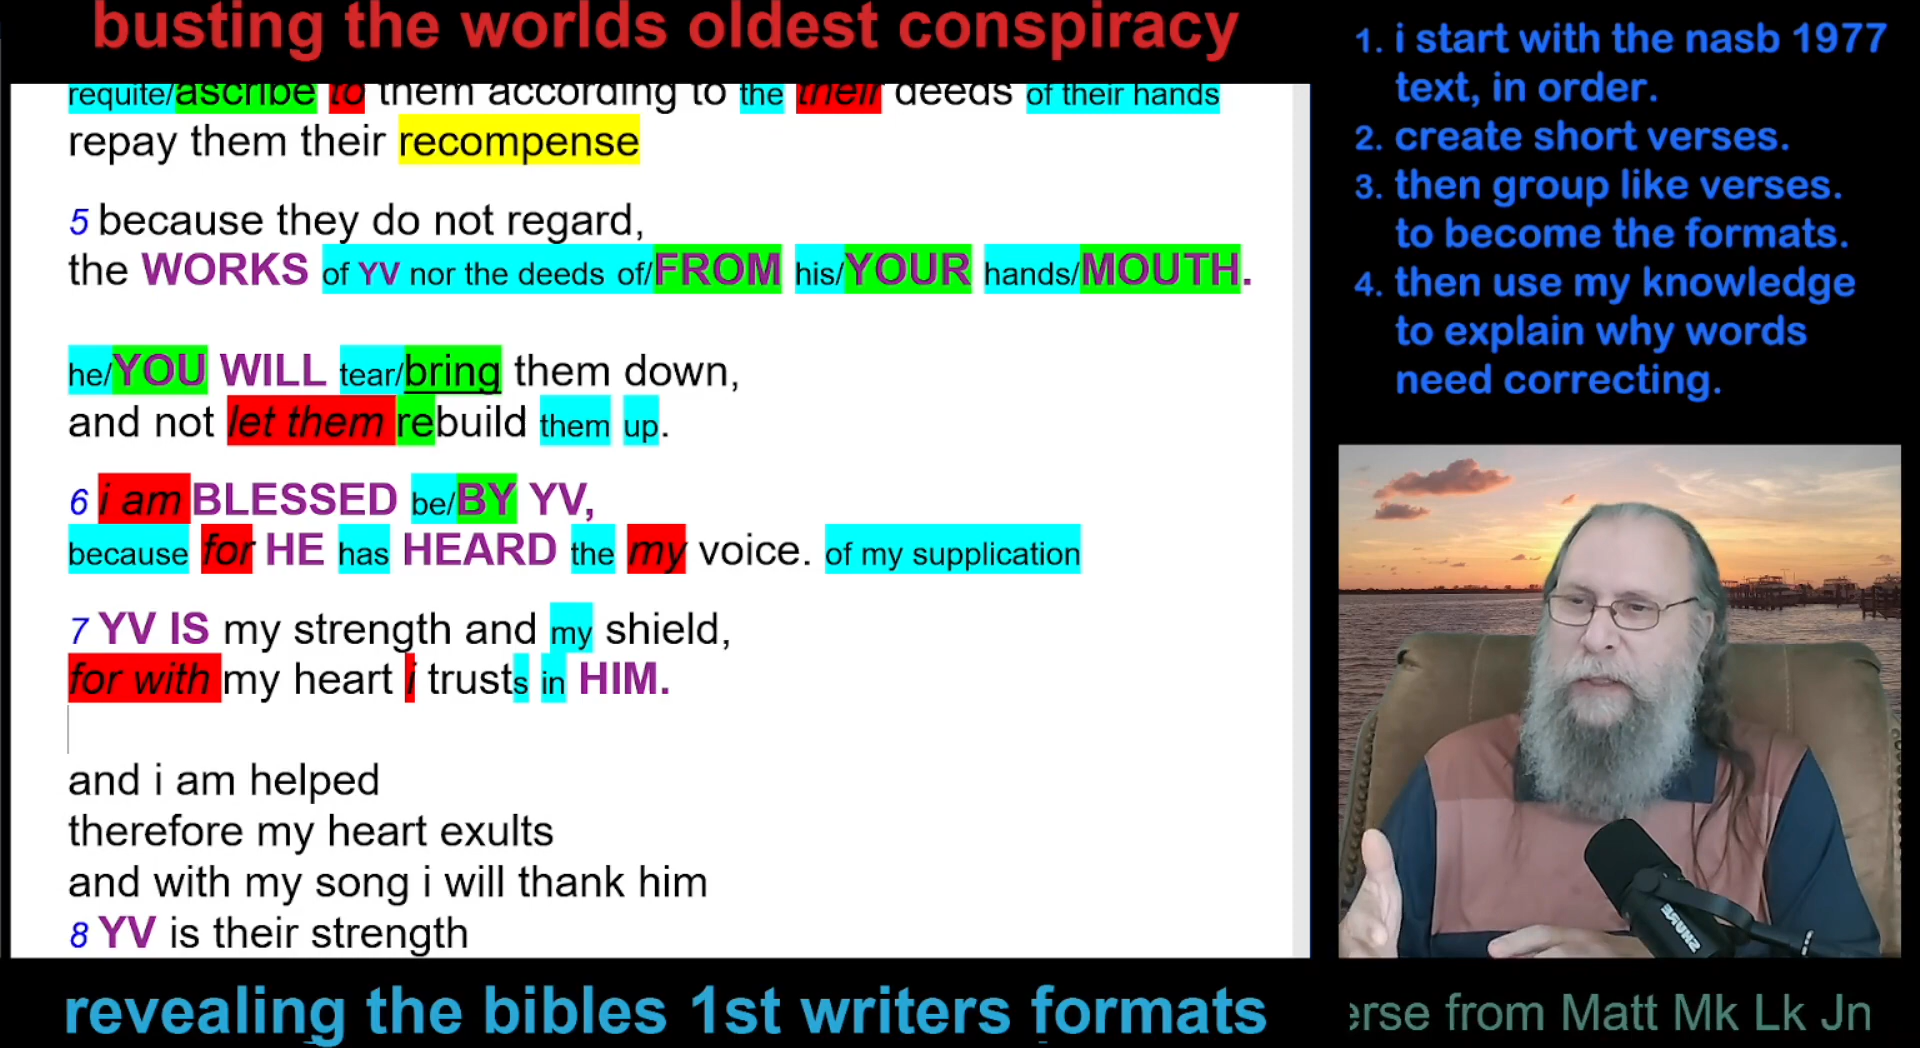 busting the worlds oldest conspiracy
requite/ascribe to them according to the their deeds of their hands
repay them their recompense
5 because they do not regard,
the WORKS of YV nor the deeds of/FROM his/YOUR hands/MOUTH.
he/YOU WILL tear/bring them down,
and not let them rebuild them up.
6 i am BLESSED be/BY YV,
because for HE has HEARD the my voice. of my supplication
7 YV IS my strength and my shield,
for with my heart i trusts in HIM.
and i am helped
therefore my heart exults
and with my song i will thank him
8 YV is their strength
revealing the bibles 1st writers formats
1. i start with the nasb 1977
text, in order.
2. create short verses.
3. then group like verses.
to become the formats.
4. then use my knowledge
to explain why words
need correcting.
SHURE
erse from Matt Mk Lk Jn